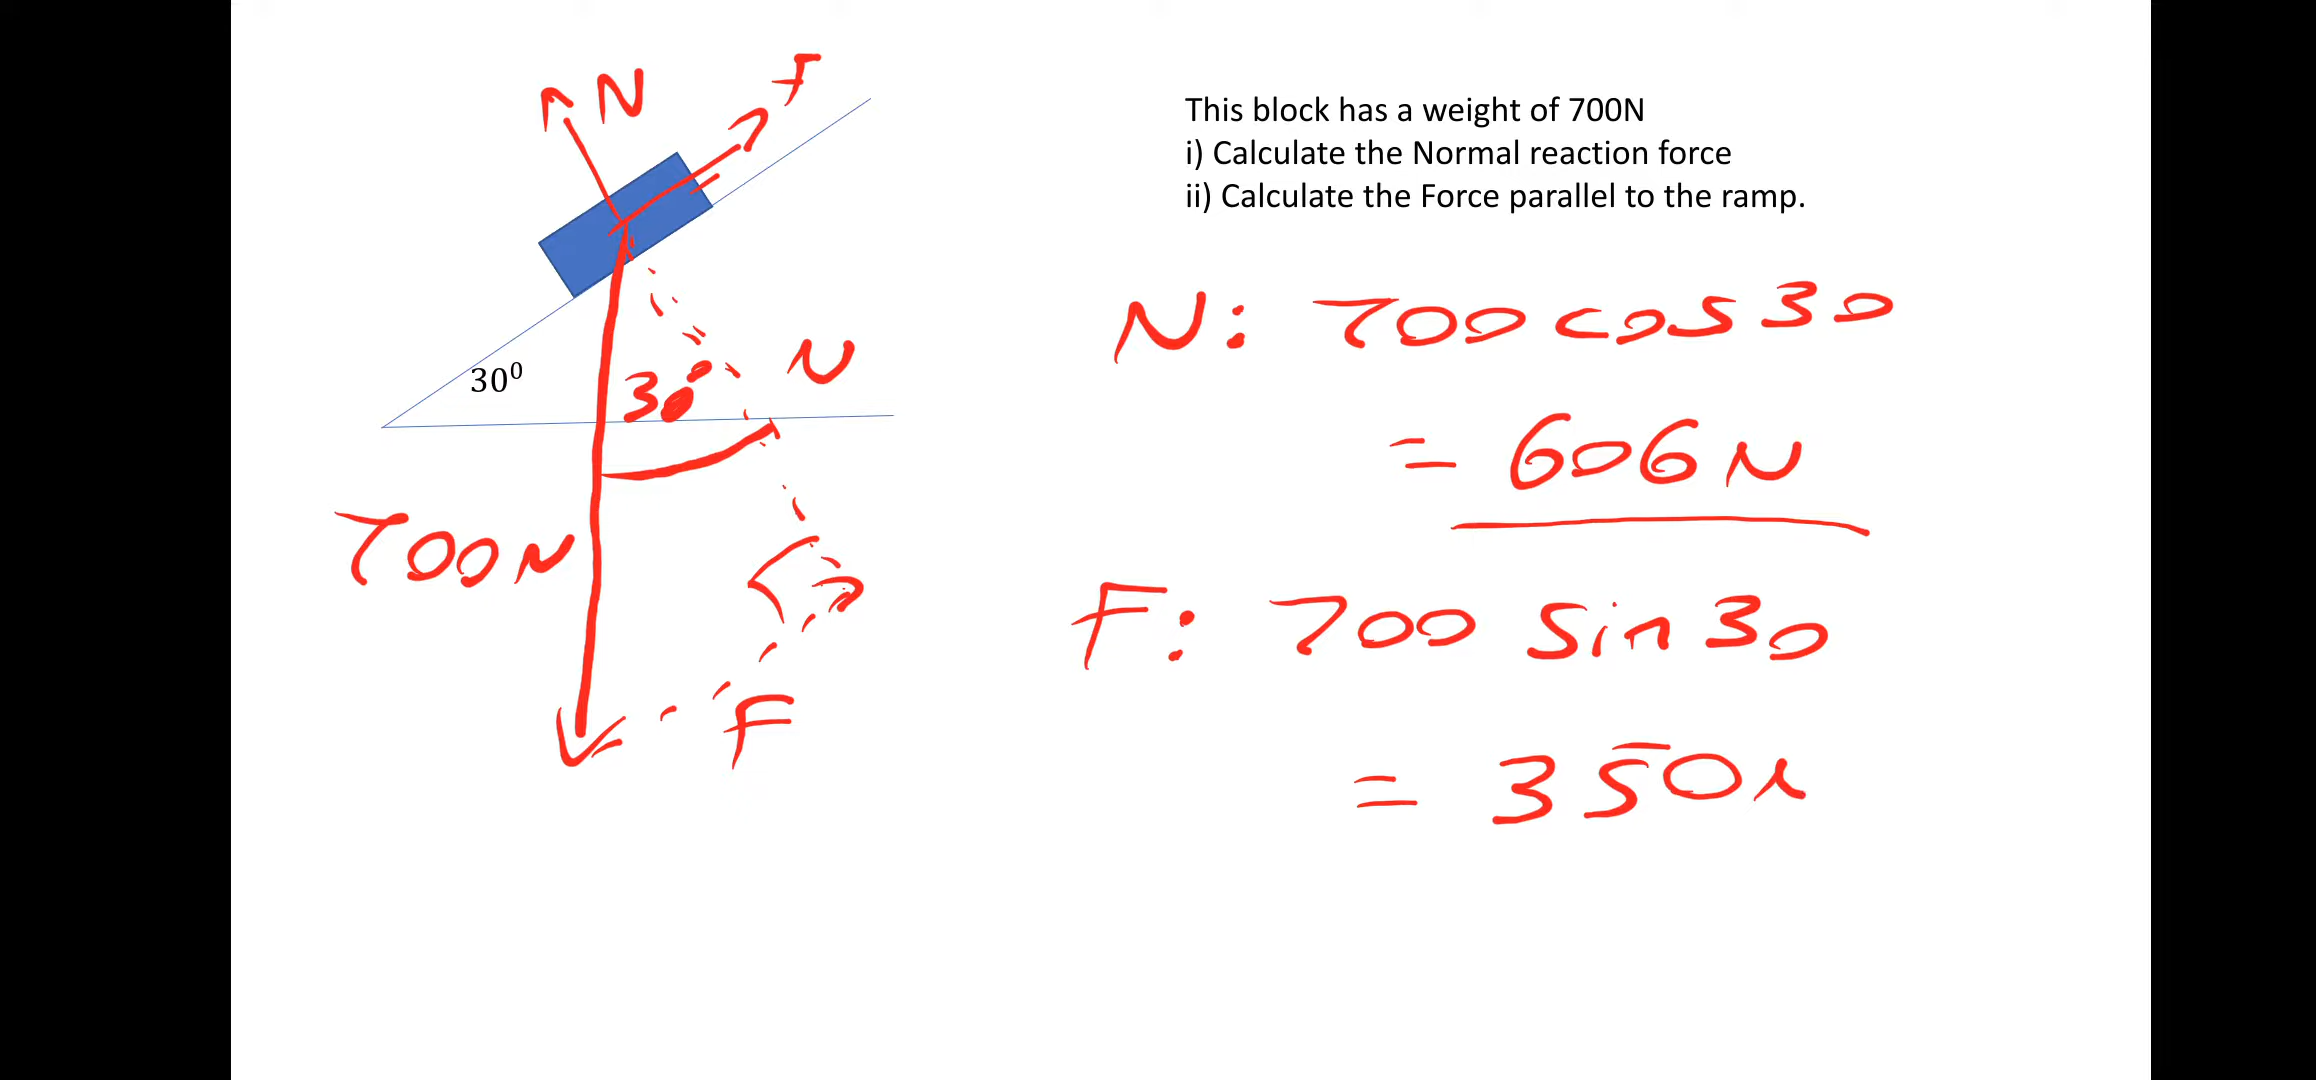 This block has a weight of 700N
i) Calculate the Normal reaction force
ii) Calculate the Force parallel to the ramp.
N
F
30⁰
30°
N
700N
F
N: 700 cos 30
= 606 N
F: 700 sin 30
= 350N